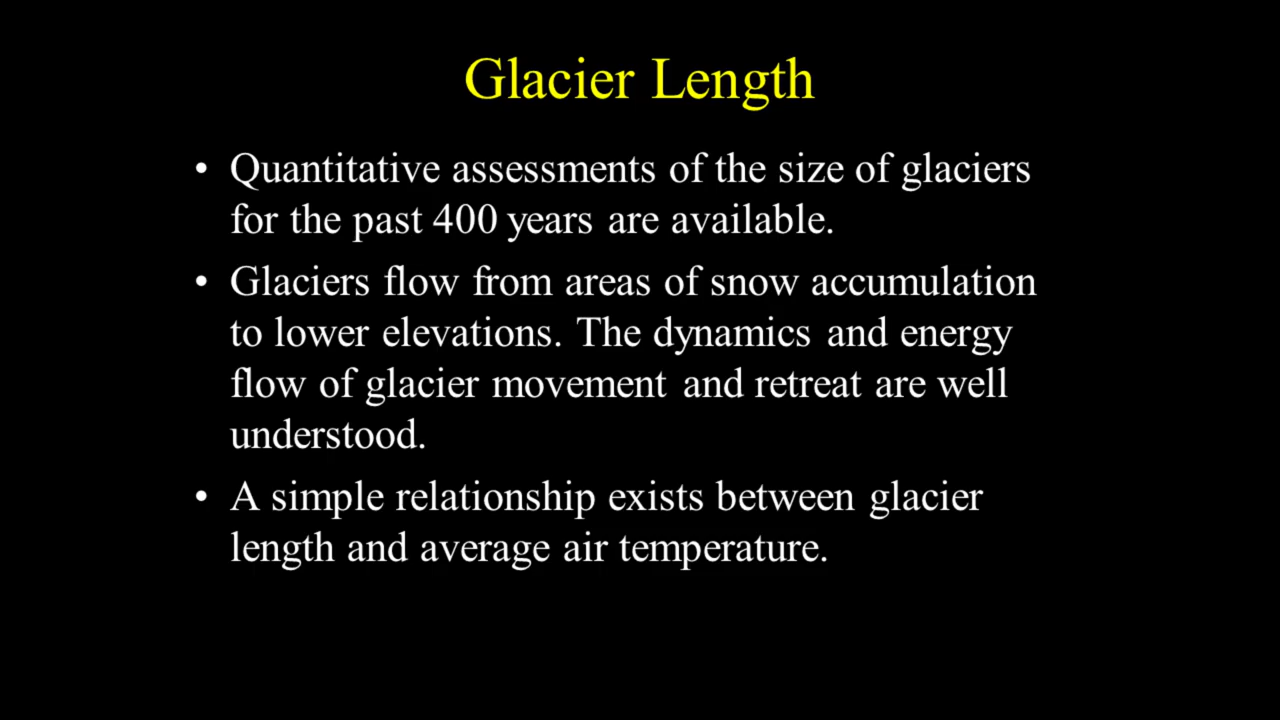 Glacier Length
• Quantitative assessments of the size of glaciers
for the past 400 years are available.
• Glaciers flow from areas of snow accumulation
to lower elevations. The dynamics and energy
flow of glacier movement and retreat are well
understood.
• A simple relationship exists between glacier
length and average air temperature.